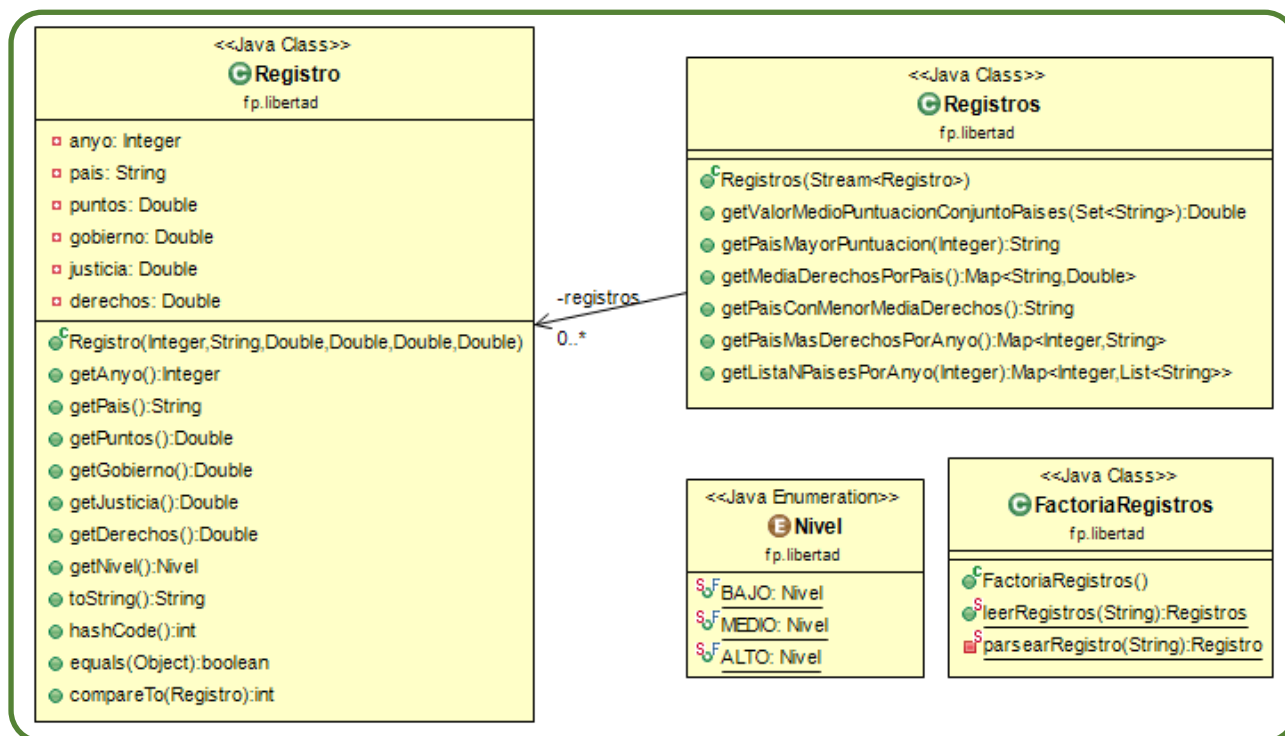 <<Java Class>>
Registro
fp.libertad
anyo: Integer
pais: String
puntos: Double
gobierno: Double
justicia: Double
derechos: Double
Registro(Integer,String,Double,Double,Double,Double)
getAnyo():Integer
getPais():String
getPuntos():Double
getGobierno():Double
getJusticia():Double
getDerechos():Double
getNivel():Nivel
toString():String
hashCode():int
equals(Object):boolean
compareTo(Registro):int
-registros
0..*
<<Java Class>>
Registros
fp.libertad
Registros(Stream<Registro>)
getValorMedioPuntuacionConjuntoPaises(Set<String>):Double
getPaisMayorPuntuacion(Integer):String
getMediaDerechosPorPais():Map<String,Double>
getPaisConMenorMediaDerechos():String
getPaisMasDerechosPorAnyo():Map<Integer,String>
getListaNPaisesPorAnyo(Integer):Map<Integer,List<String>>
<<Java Enumeration>>
Nivel
fp.libertad
BAJO: Nivel
MEDIO: Nivel
ALTO: Nivel
<<Java Class>>
FactoriaRegistros
fp.libertad
FactoriaRegistros()
leerRegistros(String):Registros
parsearRegistro(String):Registro